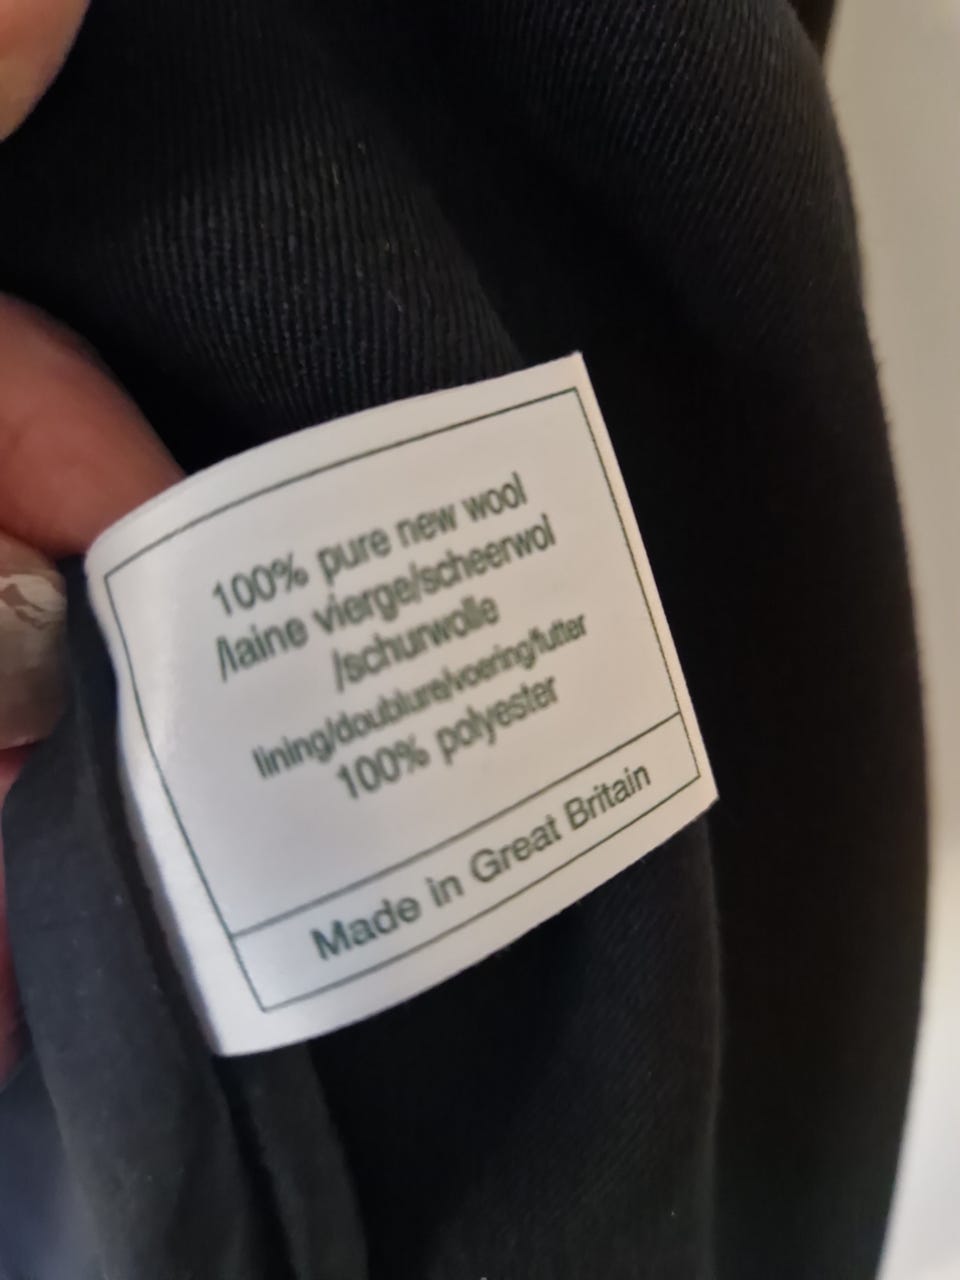 100% pure new wool
/laine vierge/scheerwol
/schurwolle
lining/doublure/voering/futter
100% polyester
Made in Great Britain